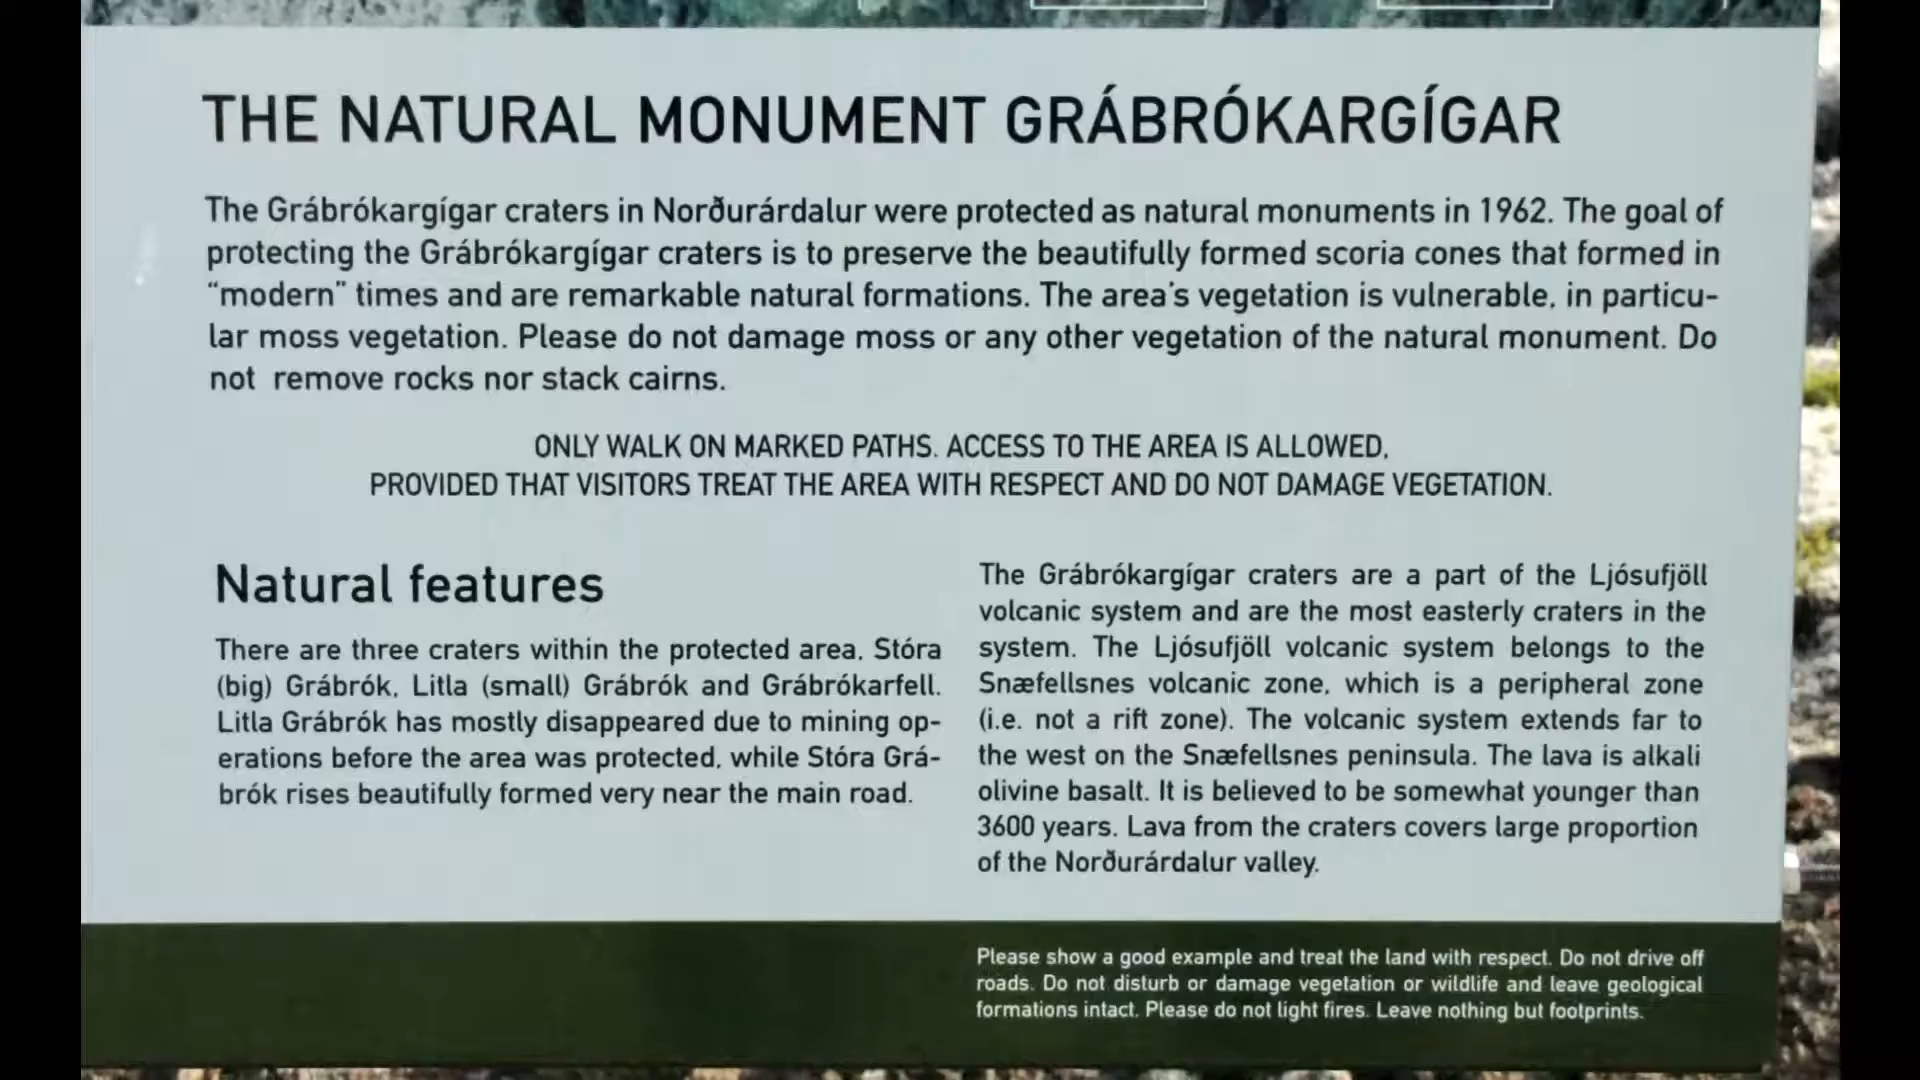 THE NATURAL MONUMENT GRÁBRÓKARGÍGAR
The Grábrókargígar craters in Norðurárdalur were protected as natural monuments in 1962. The goal of
protecting the Grábrókargígar craters is to preserve the beautifully formed scoria cones that formed in
“modern” times and are remarkable natural formations. The area's vegetation is vulnerable, in particu-
lar moss vegetation. Please do not damage moss or any other vegetation of the natural monument. Do
not remove rocks nor stack cairns.
ONLY WALK ON MARKED PATHS. ACCESS TO THE AREA IS ALLOWED,
PROVIDED THAT VISITORS TREAT THE AREA WITH RESPECT AND DO NOT DAMAGE VEGETATION.
Natural features
There are three craters within the protected area, Stóra
(big) Grábrók, Litla (small) Grábrók and Grábrókarfell.
Litla Grábrók has mostly disappeared due to mining op-
erations before the area was protected, while Stóra Grá-
brók rises beautifully formed very near the main road.
The Grábrókargígar craters are a part of the Ljósufjöll
volcanic system and are the most easterly craters in the
system. The Ljósufjöll volcanic system belongs to the
Snæfellsnes volcanic zone, which is a peripheral zone
(i.e. not a rift zone). The volcanic system extends far to
the west on the Snæfellsnes peninsula. The lava is alkali
olivine basalt. It is believed to be somewhat younger than
3600 years. Lava from the craters covers large proportion
of the Norðurárdalur valley.
Please show a good example and treat the land with respect. Do not drive off
roads. Do not disturb or damage vegetation or wildlife and leave geological
formations intact. Please do not light fires. Leave nothing but footprints.